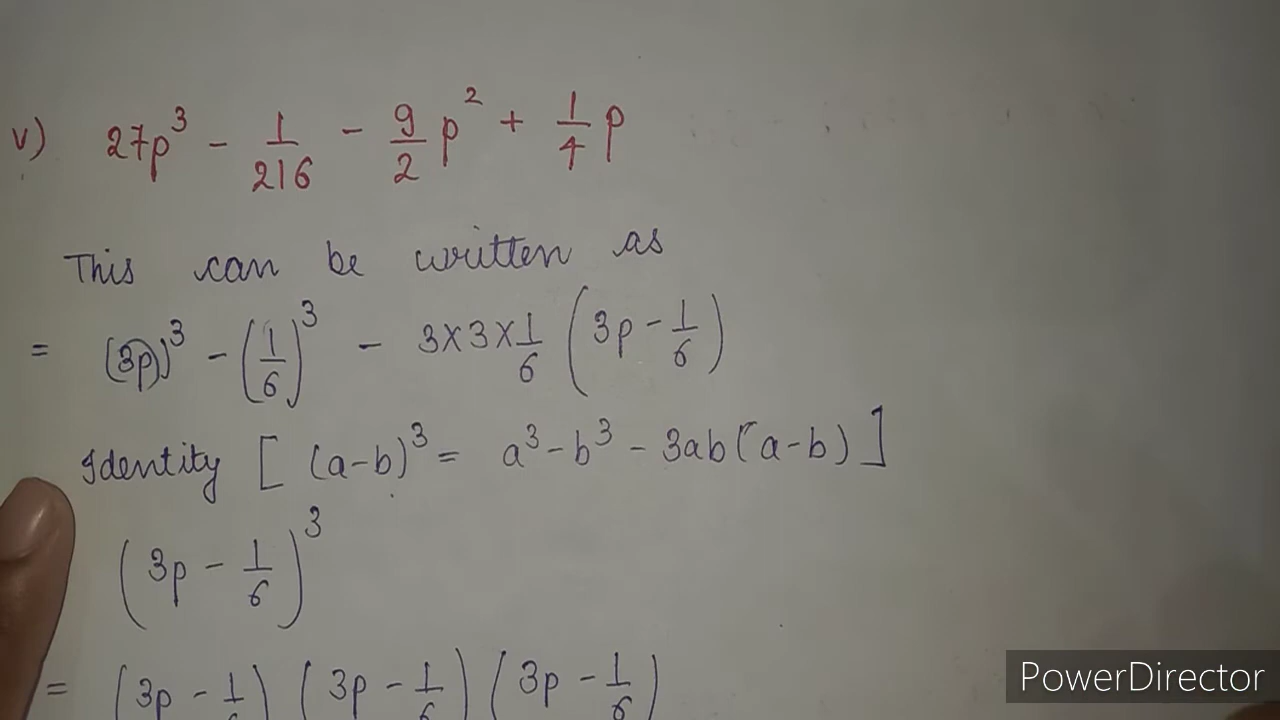 v) 27p³ - 1/216 - 9/2 p² + 1/4 p
This can be written as
= (3p)³ - (1/6)³ - 3×3×1/6 (3p - 1/6)
Identity [ (a-b)³ = a³-b³ - 3ab(a-b) ]
(3p - 1/6)³
= (3p - 1/6) (3p - 1/6) (3p - 1/6)
PowerDirector